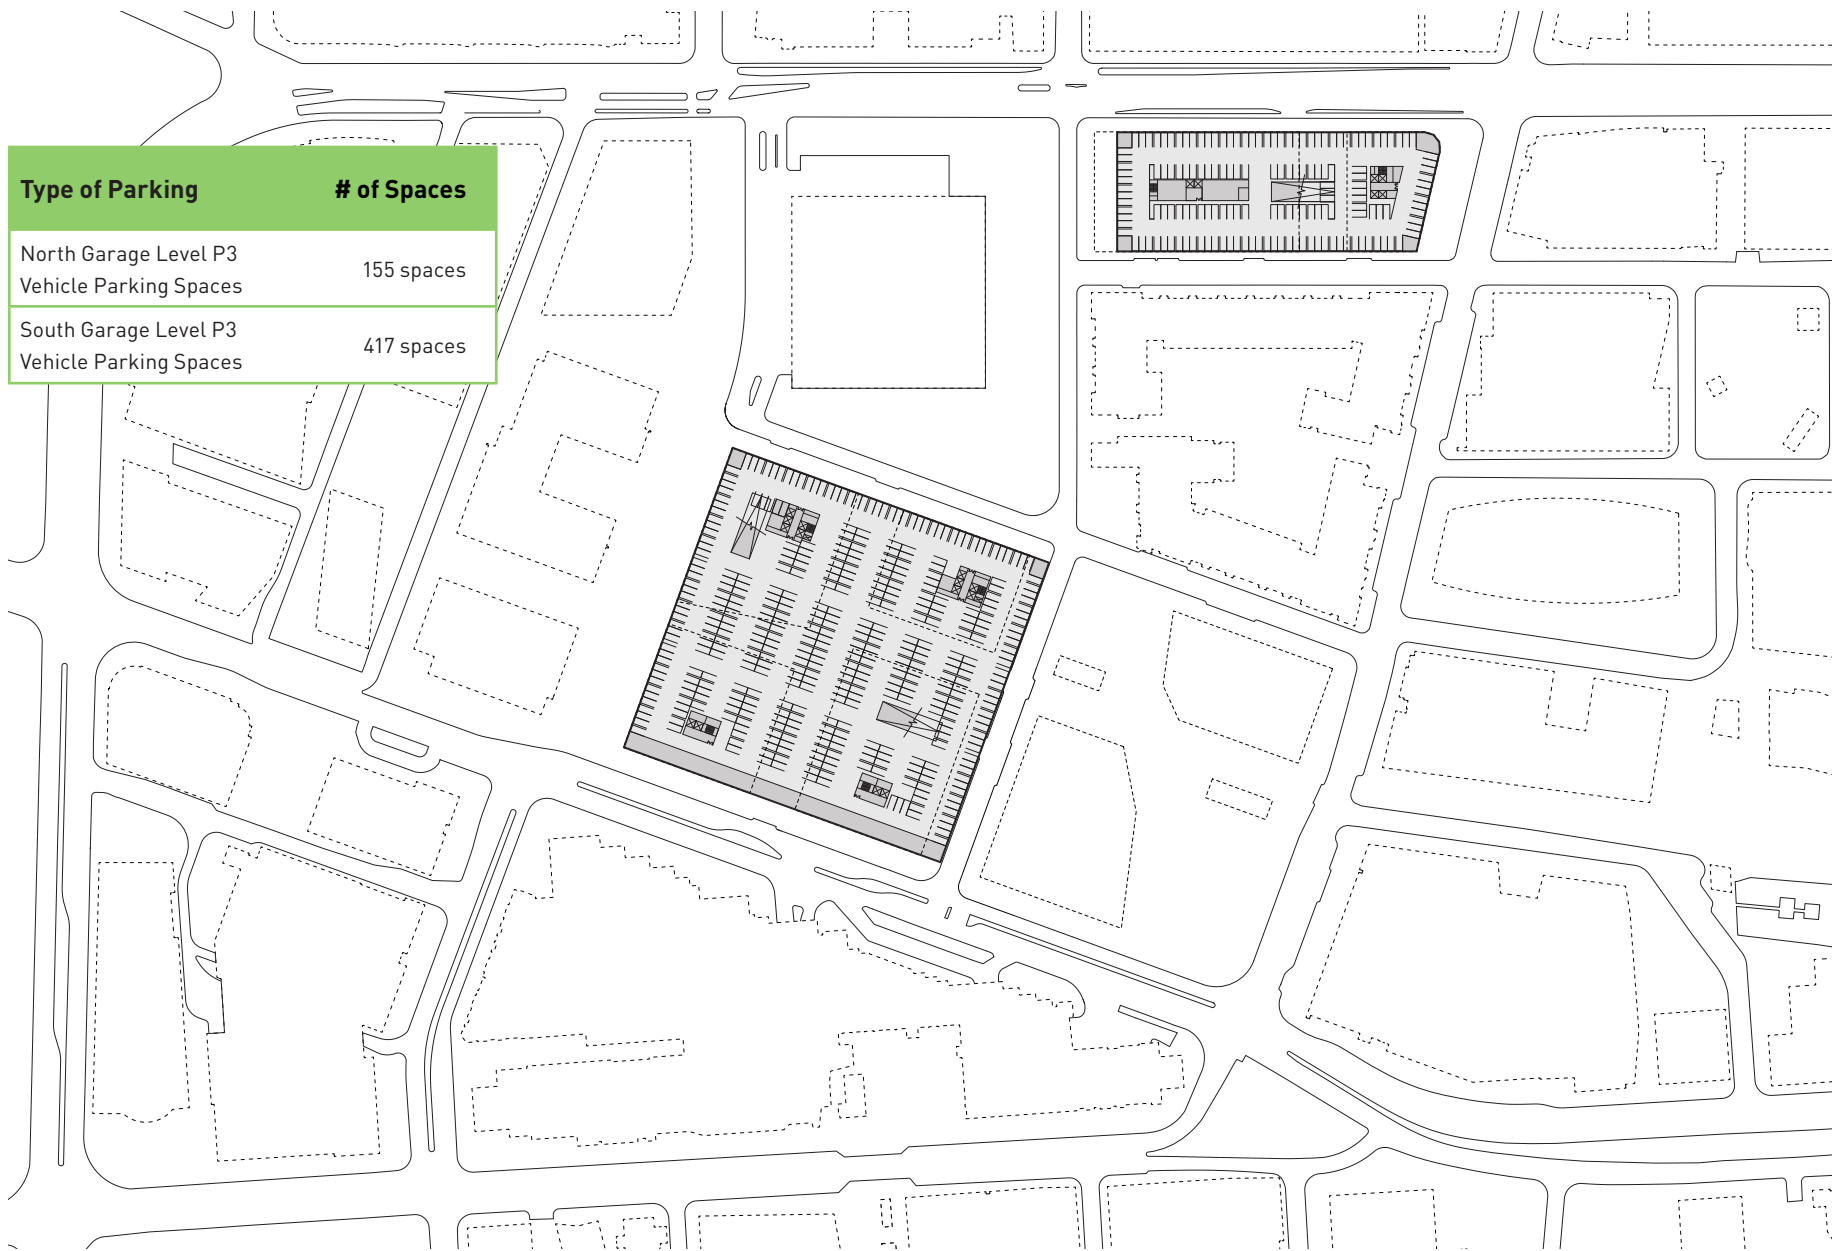 Type of Parking # of Spaces
North Garage Level P3
Vehicle Parking Spaces
155 spaces
South Garage Level P3
Vehicle Parking Spaces
417 spaces